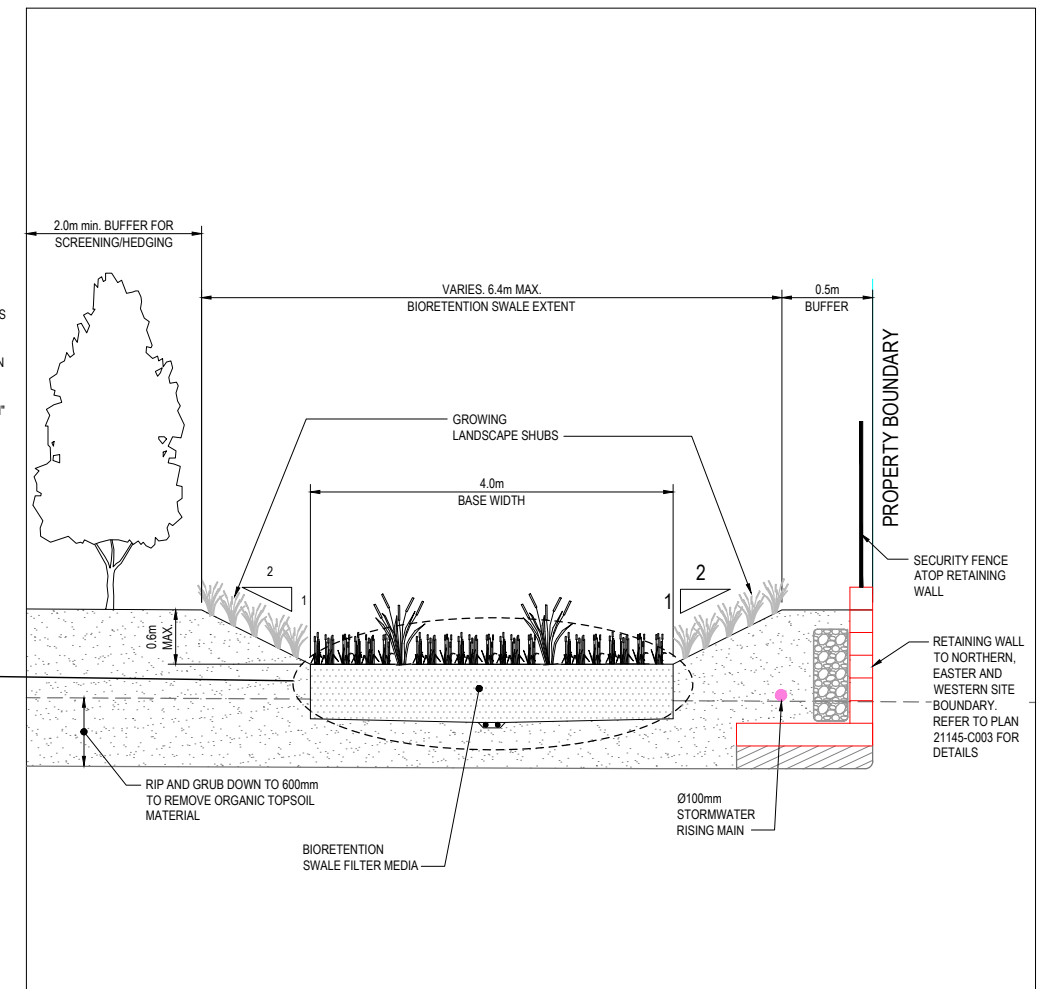 2.0m min. BUFFER FOR
SCREENING/HEDGING
VARIES. 6.4m MAX.
BIORETENTION SWALE EXTENT
0.5m
BUFFER
S
N
"
PROPERTY BOUNDARY
GROWING
LANDSCAPE SHUBS
4.0m
BASE WIDTH
2
1
2
1
0.6m
MAX.
SECURITY FENCE
ATOP RETAINING
WALL
RETAINING WALL
TO NORTHERN,
EASTER AND
WESTERN SITE
BOUNDARY.
REFER TO PLAN
21145-C003 FOR
DETAILS
RIP AND GRUB DOWN TO 600mm
TO REMOVE ORGANIC TOPSOIL
MATERIAL
Ø100mm
STORMWATER
RISING MAIN
BIORETENTION
SWALE FILTER MEDIA